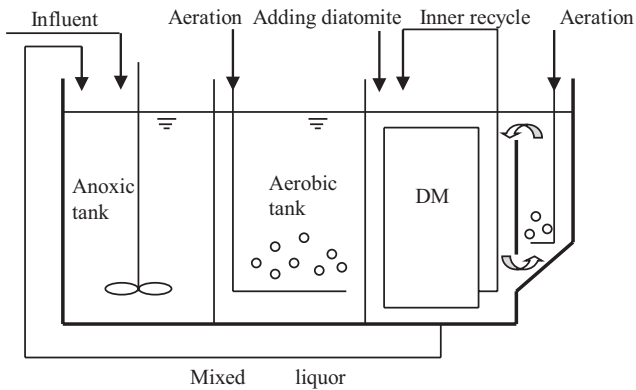 Influent
Aeration
Adding diatomite
Inner recycle
Aeration
Anoxic
tank
Aerobic
tank
DM
Mixed liquor